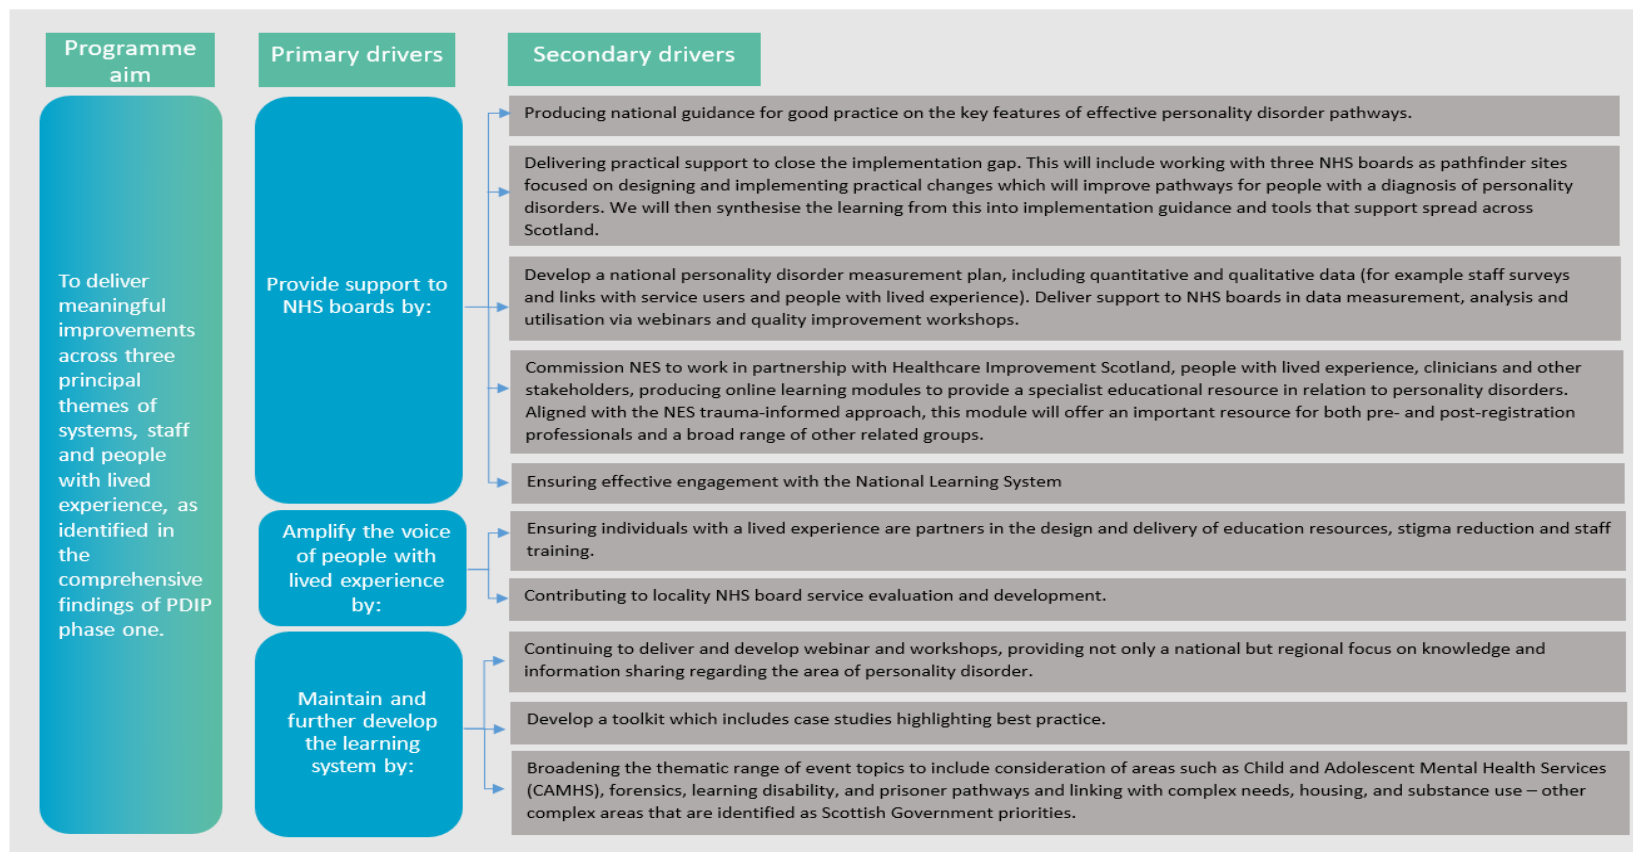 Programme
aim
Primary drivers
Secondary drivers
To deliver
meaningful
improvements
across three
principal
themes of
systems, staff
and people
with lived
experience, as
identified in
the
comprehensive
findings of PDIP
phase one.
Provide support to
NHS boards by:
Producing national guidance for good practice on the key features of effective personality disorder pathways.
Delivering practical support to close the implementation gap. This will include working with three NHS boards as pathfinder sites
focused on designing and implementing practical changes which will improve pathways for people with a diagnosis of personality
disorders. We will then synthesise the learning from this into implementation guidance and tools that support spread across
Scotland.
Develop a national personality disorder measurement plan, including quantitative and qualitative data (for example staff surveys
and links with service users and people with lived experience). Deliver support to NHS boards in data measurement, analysis and
utilisation via webinars and quality improvement workshops.
Commission NES to work in partnership with Healthcare Improvement Scotland, people with lived experience, clinicians and other
stakeholders, producing online learning modules to provide a specialist educational resource in relation to personality disorders.
Aligned with the NES trauma-informed approach, this module will offer an important resource for both pre- and post-registration
professionals and a broad range of other related groups.
Ensuring effective engagement with the National Learning System
Amplify the voice
of people with
lived experience
by:
Ensuring individuals with a lived experience are partners in the design and delivery of education resources, stigma reduction and staff
training.
Contributing to locality NHS board service evaluation and development.
Maintain and
further develop
the learning
system by:
Continuing to deliver and develop webinar and workshops, providing not only a national but regional focus on knowledge and
information sharing regarding the area of personality disorder.
Develop a toolkit which includes case studies highlighting best practice.
Broadening the thematic range of event topics to include consideration of areas such as Child and Adolescent Mental Health Services
(CAMHS), forensics, learning disability, and prisoner pathways and linking with complex needs, housing, and substance use – other
complex areas that are identified as Scottish Government priorities.